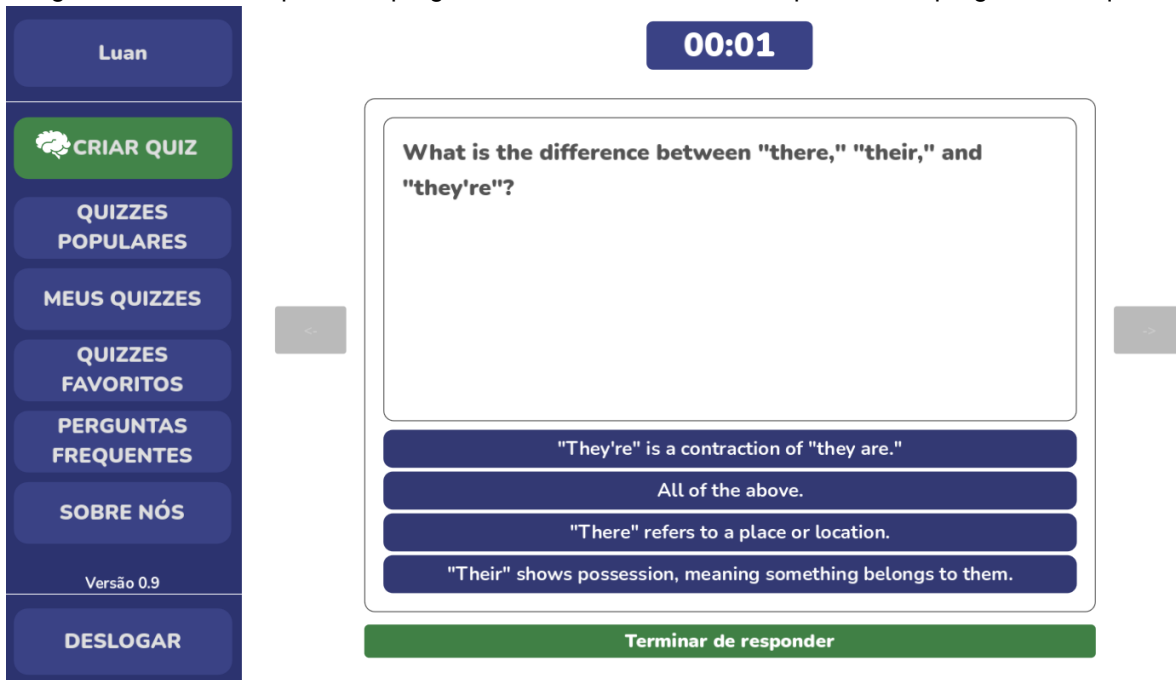 Luan
CRIAR QUIZ
QUIZZES
POPULARES
MEUS QUIZZES
QUIZZES
FAVORITOS
PERGUNTAS
FREQUENTES
SOBRE NÓS
Versão 0.9
DESLOGAR
00:01
What is the difference between "there," "their," and
"they're"?
<-
->
"They're" is a contraction of "they are."
All of the above.
"There" refers to a place or location.
"Their" shows possession, meaning something belongs to them.
Terminar de responder